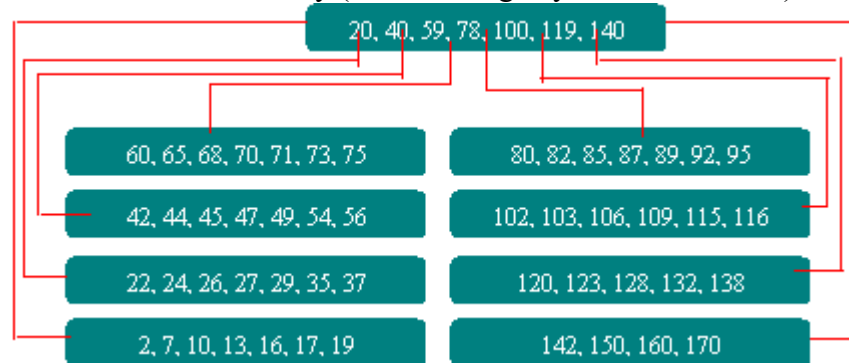 20, 40, 59, 78, 100, 119, 140
60, 65, 68, 70, 71, 73, 75
80, 82, 85, 87, 89, 92, 95
42, 44, 45, 47, 49, 54, 56
102, 103, 106, 109, 115, 116
22, 24, 26, 27, 29, 35, 37
120, 123, 128, 132, 138
2, 7, 10, 13, 16, 17, 19
142, 150, 160, 170